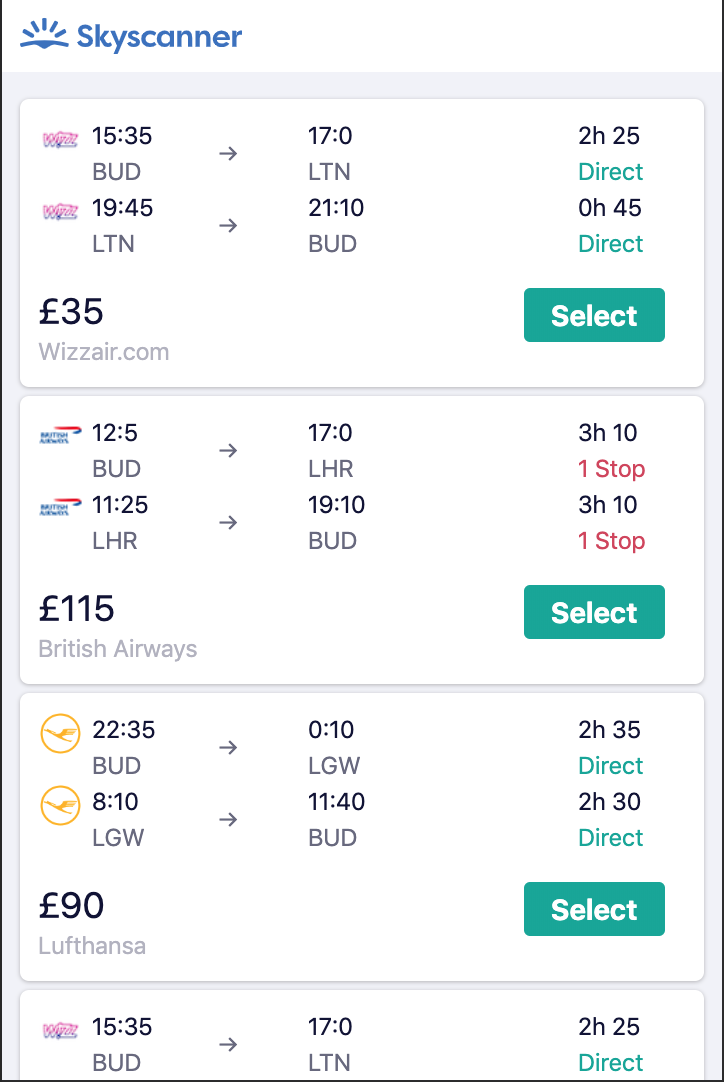 Skyscanner
Wizz 15:35 17:0 2h 25
BUD LTN Direct
Wizz 19:45 21:10 0h 45
LTN BUD Direct
£35 Select
Wizzair.com
BRITISH AIRWAYS 12:5 17:0 3h 10
BUD LHR 1 Stop
BRITISH AIRWAYS 11:25 19:10 3h 10
LHR BUD 1 Stop
£115 Select
British Airways
22:35 0:10 2h 35
BUD LGW Direct
8:10 11:40 2h 30
LGW BUD Direct
£90 Select
Lufthansa
Wizz 15:35 17:0 2h 25
BUD LTN Direct